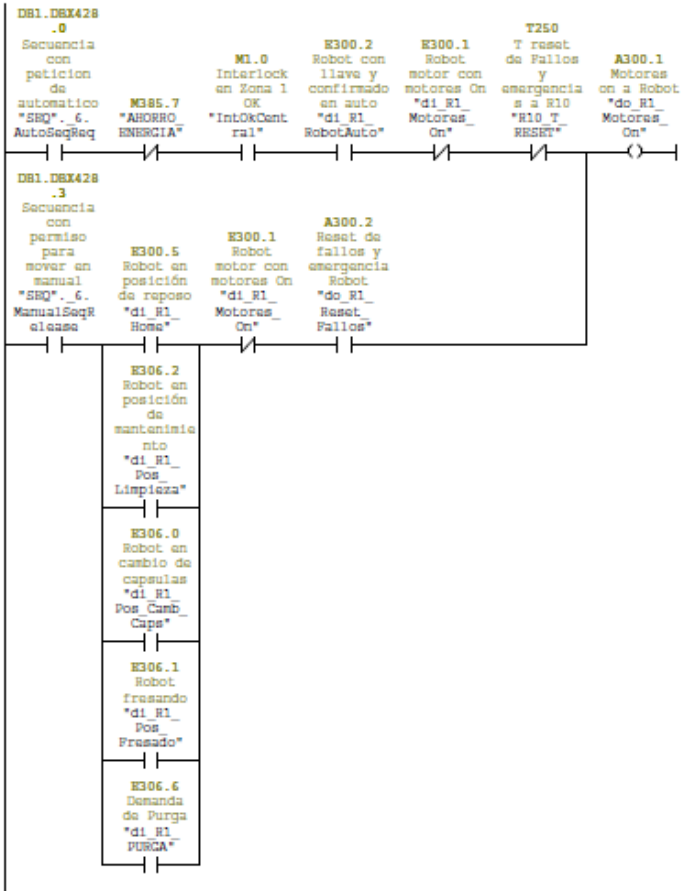 DB1.DBX428
.0
Secuencia
con
peticion
de
automatico
"SEQ"._6.
AutoSeqReq
M385.7
"AHORRO_
ENERGIA"
M1.0
Interlock
en Zona 1
OK
"IntOkCent
ral"
E300.2
Robot con
llave y
confirmado
en auto
"di_R1_
RobotAuto"
E300.1
Robot
motor con
motores On
"di_R1_
Motores_
On"
T250
T reset
de Fallos
y
emergencia
s a R10
"R10_T_
RESET"
A300.1
Motores
on a Robot
"do_R1_
Motores_
On"
DB1.DBX428
.3
Secuencia
con
permiso
para
mover en
manual
"SEQ"._6.
ManualSeqR
elease
E300.5
Robot en
posición
de reposo
"di_R1_
Home"
E300.1
Robot
motor con
motores On
"di_R1_
Motores_
On"
A300.2
Reset de
fallos y
emergencia
Robot
"do_R1_
Reset_
Fallos"
E306.2
Robot en
posición
de
mantenimie
nto
"di_R1_
Pos_
Limpieza"
E306.0
Robot en
cambio de
capsulas
"di_R1_
Pos_Camb_
Caps"
E306.1
Robot
fresando
"di_R1_
Pos_
Fresado"
E306.6
Demanda
de Purga
"di_R1_
PURGA"